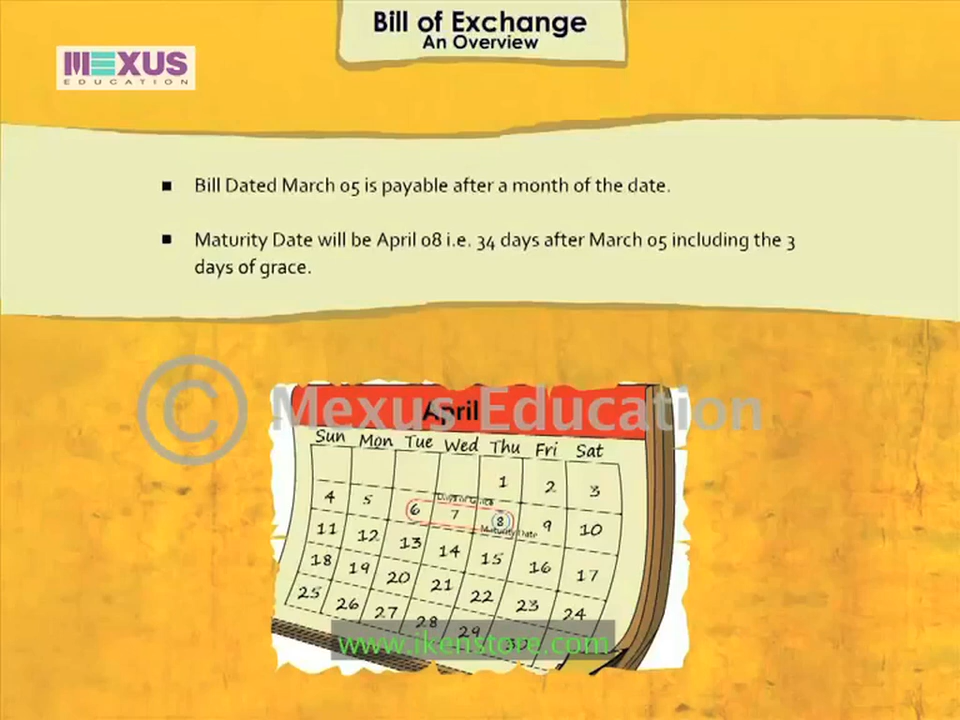 Bill of Exchange
An Overview
MEXUS
EDUCATION
Bill Dated March 05 is payable after a month of the date.
Maturity Date will be April 08 i.e. 34 days after March 05 including the 3
days of grace.
© Mexus Education
April
Sun Mon Tue Wed Thu Fri Sat
1 2 3
4 5 6 7 8 9 10
Days of Grace
Maturity Date
11 12 13 14 15 16 17
18 19 20 21 22 23 24
25 26 27 28 29
www.ikenstore.com